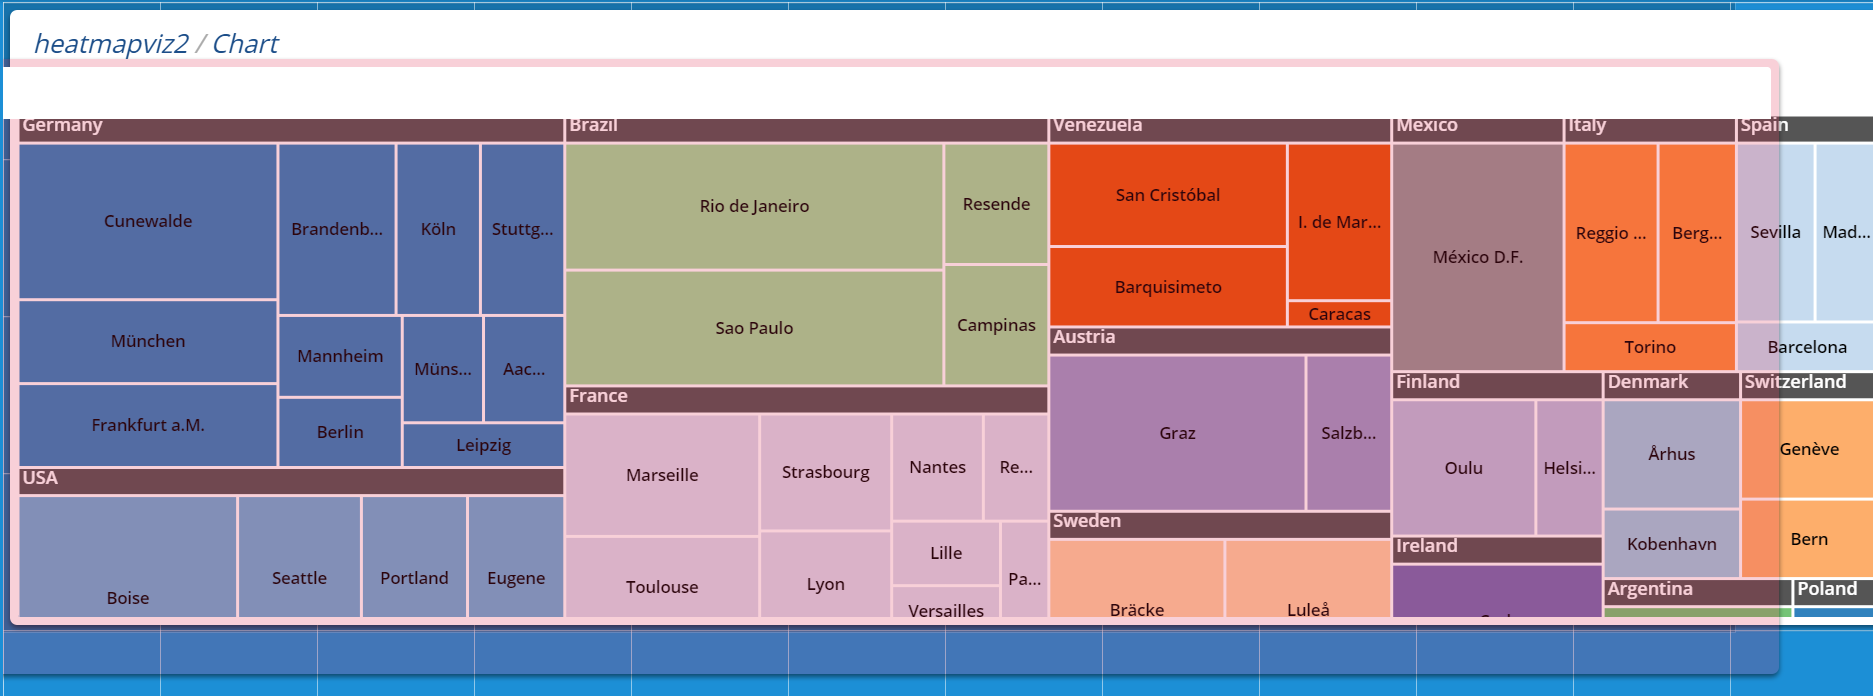 heatmapviz2 / Chart
Germany
Cunewalde
Brandenb...
Köln
Stuttg...
München
Mannheim
Müns...
Aac...
Frankfurt a.M.
Berlin
Leipzig
USA
Boise
Seattle
Portland
Eugene
Brazil
Rio de Janeiro
Resende
Sao Paulo
Campinas
France
Marseille
Strasbourg
Nantes
Re...
Toulouse
Lyon
Lille
Pa...
Versailles
Venezuela
San Cristóbal
I. de Mar...
Barquisimeto
Caracas
Austria
Graz
Salzb...
Sweden
Bräcke
Luleå
Mexico
México D.F.
Italy
Reggio ...
Berg...
Torino
Spain
Sevilla
Mad...
Barcelona
Finland
Oulu
Helsi...
Ireland
Denmark
Århus
Kobenhavn
Switzerland
Genève
Bern
Argentina
Poland